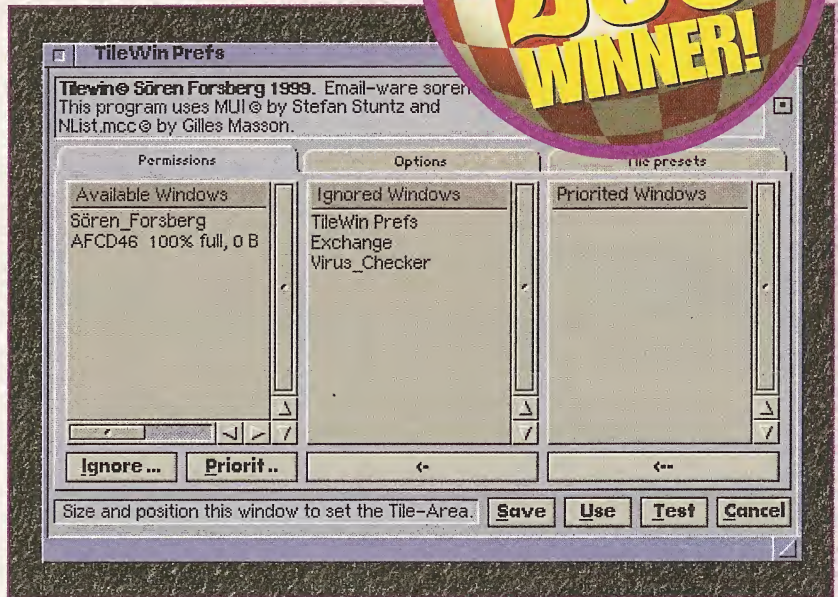 WINNER!
TileWin Prefs
Tilewin© Sören Forsberg 1999. Email-ware soren
This program uses MUI© by Stefan Stuntz and
NList.mcc© by Gilles Masson.
Permissions Options Tile presets
Available Windows
Sören_Forsberg
AFCD46 100% full, 0 B
Ignored Windows
TileWin Prefs
Exchange
Virus_Checker
Priorited Windows
Ignore... Priorit.. <- <--
Size and position this window to set the Tile-Area. Save Use Test Cancel